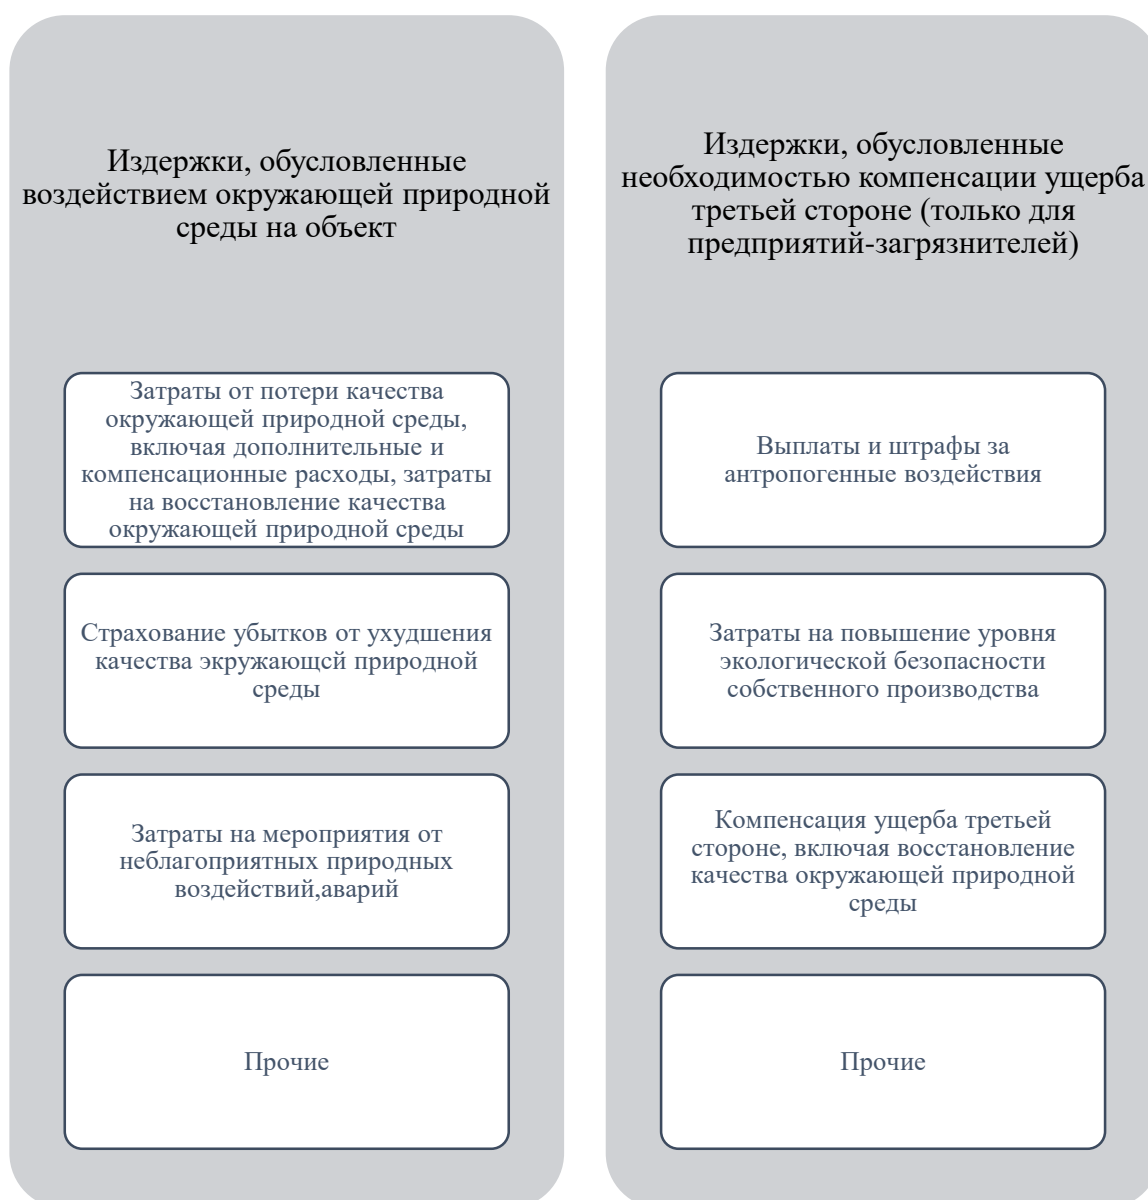 Издержки, обусловленные
воздействием окружающей природной
среды на объект
Затраты от потери качества
окружающей природной среды,
включая дополнительные и
компенсационные расходы, затраты
на восстановление качества
окружающей природной среды
Страхование убытков от ухудшения
качества экружающсй природной
среды
Затраты на мероприятия от
неблагоприятных природных
воздействий,аварий
Прочие
Издержки, обусловленные
необходимостью компенсации ущерба
третьей стороне (только для
предприятий-загрязнителей)
Выплаты и штрафы за
антропогенные воздействия
Затраты на повышение уровня
экологической безопасности
собственного производства
Компенсация ущерба третьей
стороне, включая восстановление
качества окружающей природной
среды
Прочие